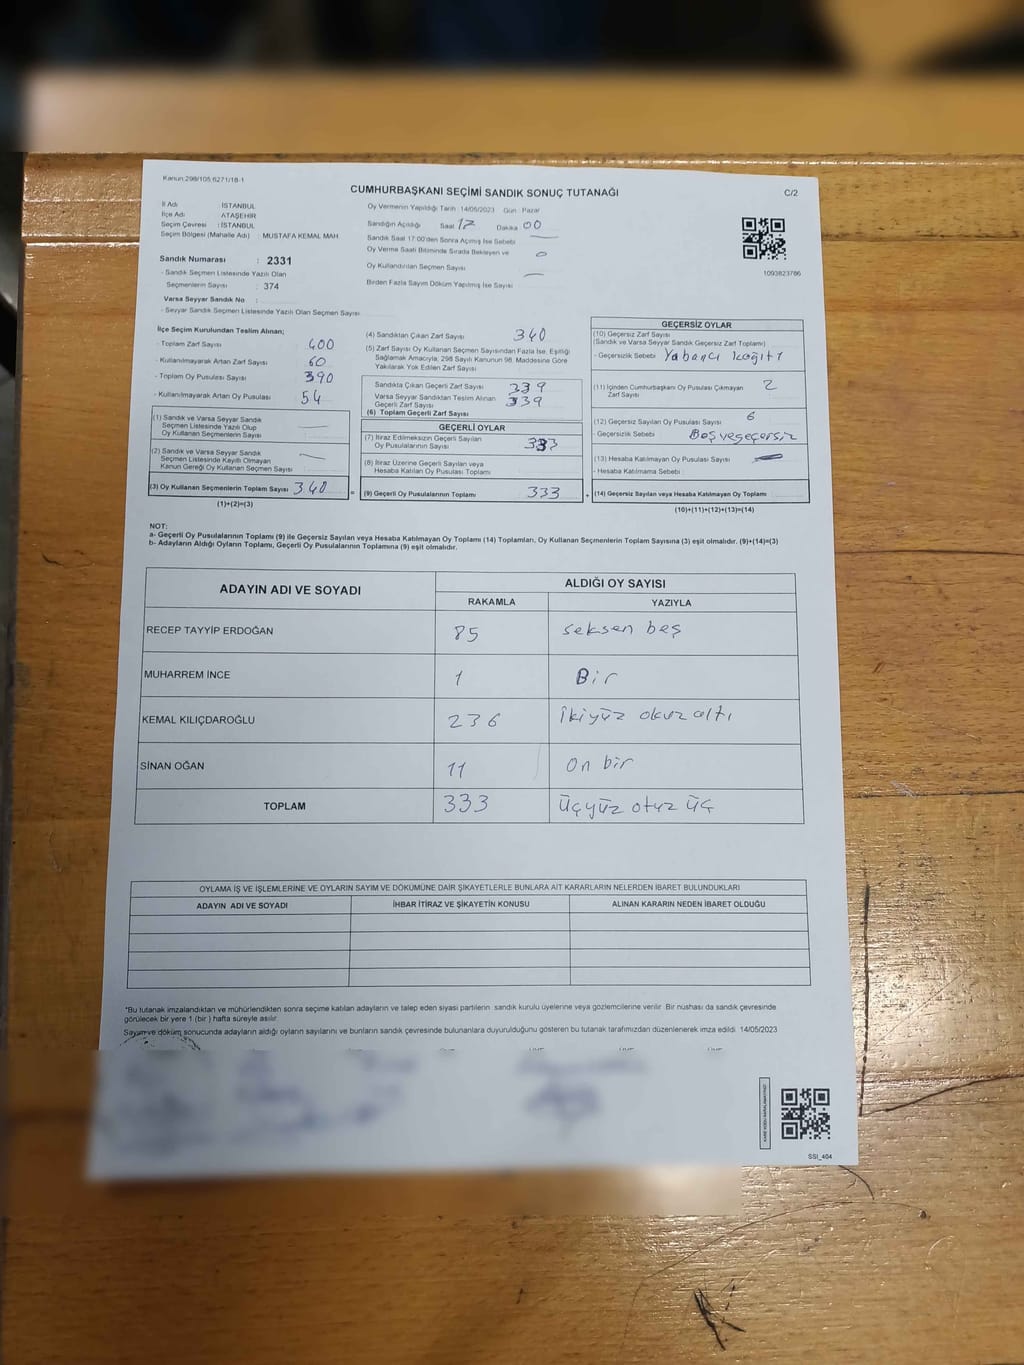 Kanun:298/105,6271/18-1
CUMHURBAŞKANI SEÇİMİ SANDIK SONUÇ TUTANAĞI
C/2
İl Adı : İSTANBUL
İlçe Adı : ATAŞEHİR
Seçim Çevresi : İSTANBUL
Seçim Bölgesi (Mahalle Adı) : MUSTAFA KEMAL MAH.
Sandık Numarası : 2331
- Sandık Seçmen Listesinde Yazılı Olan
Seçmenlerin Sayısı : 374
Varsa Seyyar Sandık No :
- Seyyar Sandık Seçmen Listesinde Yazılı Olan Seçmen Sayısı
Oy Vermenin Yapıldığı Tarih : 14/05/2023 Gün : Pazar
Sandığın Açıldığı Saat 17 Dakika 00
Sandık Saat 17:00'den Sonra Açılmış İse Sebebi
Oy Verme Saati Bitiminde Sırada Bekleyen ve 0
Oy Kullandırılan Seçmen Sayısı
Birden Fazla Sayım Döküm Yapılmış İse Sayısı
1093823766
İlçe Seçim Kurulundan Teslim Alınan;
- Toplam Zarf Sayısı 400
- Kullanılmayarak Artan Zarf Sayısı 60
- Toplam Oy Pusulası Sayısı 390
- Kullanılmayarak Artan Oy Pusulası 54
(1) Sandık ve Varsa Seyyar Sandık
Seçmen Listesinde Yazılı Olup
Oy Kullanan Seçmenlerin Sayısı
(2) Sandık ve Varsa Seyyar Sandık
Seçmen Listesinde Kayıtlı Olmayan
Kanun Gereği Oy Kullanan Seçmen Sayısı
(3) Oy Kullanan Seçmenlerin Toplam Sayısı 340
(1)+(2)=(3)
(4) Sandıktan Çıkan Zarf Sayısı 340
(5) Zarf Sayısı Oy Kullanan Seçmen Sayısından Fazla İse, Eşitliği
Sağlamak Amacıyla, 298 Sayılı Kanunun 98. Maddesine Göre
Yakılarak Yok Edilen Zarf Sayısı
Sandıkta Çıkan Geçerli Zarf Sayısı 339
Varsa Seyyar Sandıktan Teslim Alınan
Geçerli Zarf Sayısı 339
(6) Toplam Geçerli Zarf Sayısı
GEÇERLİ OYLAR
(7) İtiraz Edilmeksizin Geçerli Sayılan
Oy Pusulalarının Sayısı 333
(8) İtiraz Üzerine Geçerli Sayılan veya
Hesaba Katılan Oy Pusulası Toplamı
= (9) Geçerli Oy Pusulalarının Toplamı 333
GEÇERSİZ OYLAR
(10) Geçersiz Zarf Sayısı
(Sandık ve Varsa Seyyar Sandık Geçersiz Zarf Toplamı)
- Geçersizlik Sebebi Yabancı kağıtı
(11) İçinden Cumhurbaşkanı Oy Pusulası Çıkmayan 2
Zarf Sayısı
(12) Geçersiz Sayılan Oy Pusulası Sayısı 6
- Geçersizlik Sebebi Boş ve geçersiz
(13) Hesaba Katılmayan Oy Pusulası Sayısı
- Hesaba Katılmama Sebebi
+ (14) Geçersiz Sayılan veya Hesaba Katılmayan Oy Toplamı
(10)+(11)+(12)+(13)=(14)
NOT:
a- Geçerli Oy Pusulalarının Toplamı (9) ile Geçersiz Sayılan veya Hesaba Katılmayan Oy Toplamı (14) Toplamları, Oy Kullanan Seçmenlerin Toplam Sayısına (3) eşit olmalıdır. (9)+(14)=(3)
b- Adayların Aldığı Oyların Toplamı, Geçerli Oy Pusulalarının Toplamına (9) eşit olmalıdır.
ADAYIN ADI VE SOYADI ALDIĞI OY SAYISI
RAKAMLA YAZIYLA
RECEP TAYYİP ERDOĞAN 85 seksen beş
MUHARREM İNCE 1 Bir
KEMAL KILIÇDAROĞLU 236 İkiyüz okuz altı
SİNAN OĞAN 11 on bir
TOPLAM 333 üçyüz otuz üç
OYLAMA İŞ VE İŞLEMLERİNE VE OYLARIN SAYIM VE DÖKÜMÜNE DAİR ŞİKAYETLERLE BUNLARA AİT KARARLARIN NELERDEN İBARET BULUNDUKLARI
ADAYIN ADI VE SOYADI İHBAR İTİRAZ VE ŞİKAYETİN KONUSU ALINAN KARARIN NEDEN İBARET OLDUĞU
"Bu tutanak imzalandıktan ve mühürlendikten sonra seçime katılan adayların ve talep eden siyasi partilerin sandık kurulu üyelerine veya gözlemcilerine verilir. Bir nüshası da sandık çevresinde
görülecek bir yere 1 (bir ) hafta süreyle asılır.
Sayım ve döküm sonucunda adayların aldığı oyların sayılarını ve bunların sandık çevresinde bulunanlara duyurulduğunu gösteren bu tutanak tarafımızdan düzenlenerek imza edildi. 14/05/2023
KARE KODU KARALAMAYINIZ!
SSI_404